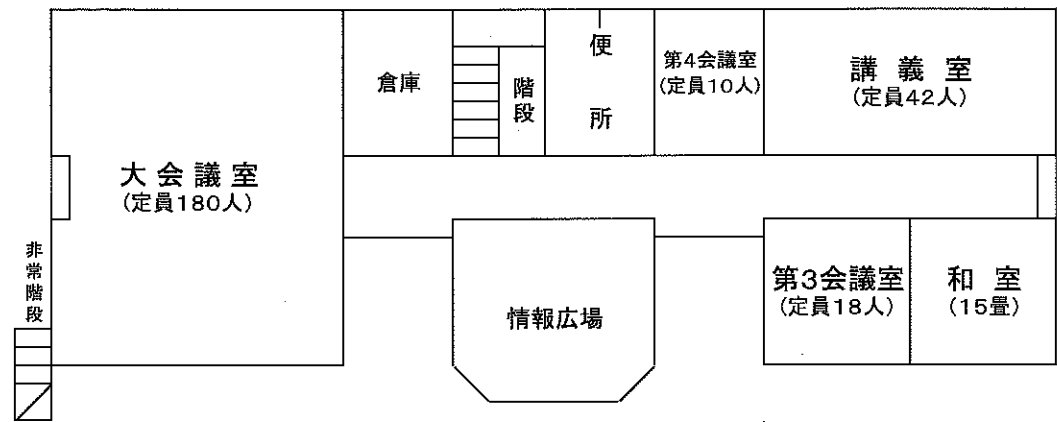 倉庫
階段
便所
第4会議室
(定員10人)
講義室
(定員42人)
大会議室
(定員180人)
非常階段
情報広場
第3会議室
(定員18人)
和室
(15畳)